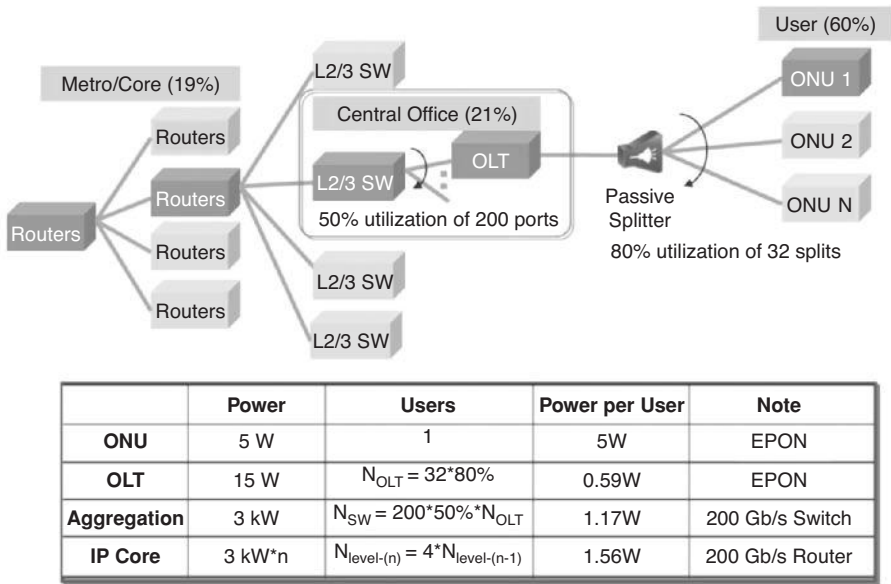 User (60%)
Metro/Core (19%)
L2/3 SW
ONU 1
Central Office (21%)
Routers
OLT
ONU 2
Routers
L2/3 SW
Routers
50% utilization of 200 ports
Passive
Splitter
ONU N
Routers
80% utilization of 32 splits
L2/3 SW
Routers
L2/3 SW
Power Users Power per User Note
ONU 5 W 1 5W EPON
OLT 15 W N_OLT = 32*80% 0.59W EPON
Aggregation 3 kW N_SW = 200*50%*N_OLT 1.17W 200 Gb/s Switch
IP Core 3 kW*n N_level-(n) = 4*N_level-(n-1) 1.56W 200 Gb/s Router